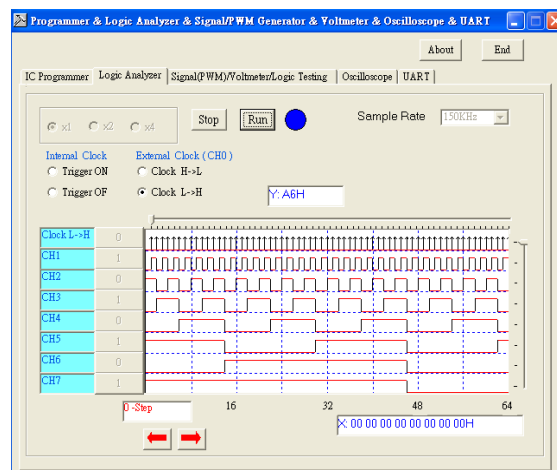 Programmer & Logic Analyzer & Signal/PWM Generator & Voltmeter & Oscilloscope & UART
About End
IC Programmer Logic Analyzer Signal(PWM)/Voltmeter/Logic Testing Oscilloscope UART
x1 x2 x4 Stop Run Sample Rate 150KHz
Internal Clock External Clock (CH0)
Trigger ON Clock H->L
Trigger OF Clock L->H Y: A6H
Clock L->H 0
CH1 1
CH2 0
CH3 1
CH4 0
CH5 1
CH6 0
CH7 1
0 -Step 16 32 48 64
X: 00 00 00 00 00 00 00 00H